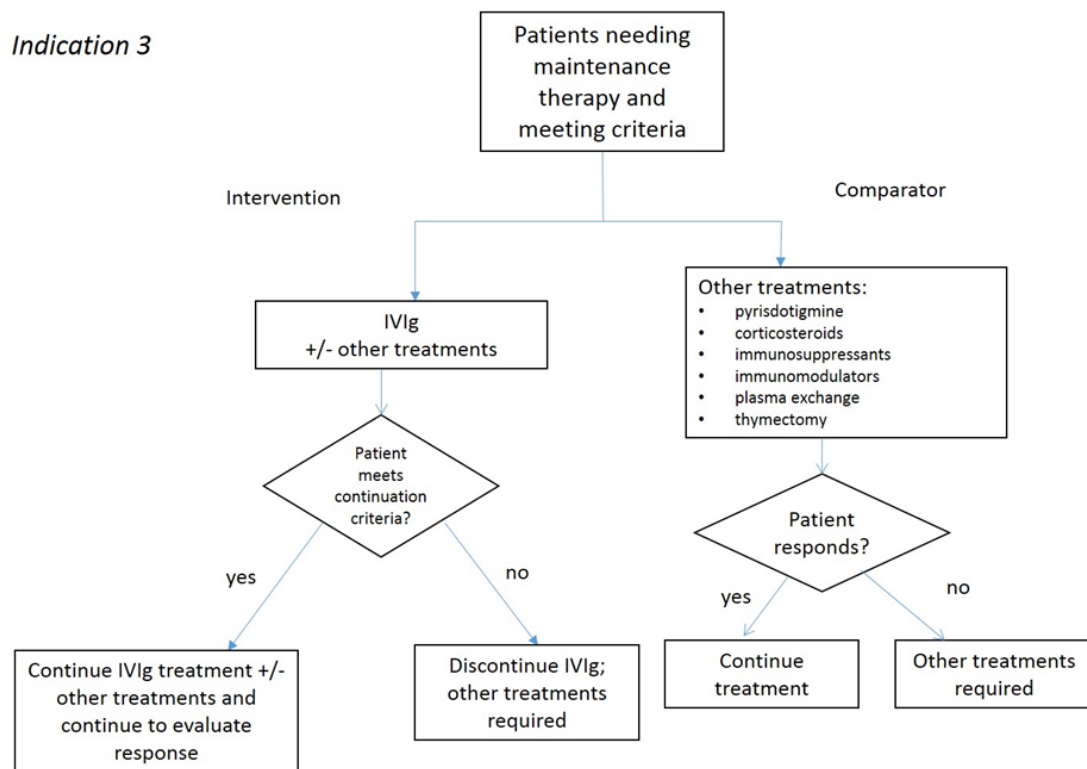 Indication 3
Patients needing
maintenance
therapy and
meeting criteria
Intervention
Comparator
IVIg
+/- other treatments
Other treatments:
• pyrisdotigmine
• corticosteroids
• immunosuppressants
• immunomodulators
• plasma exchange
• thymectomy
Patient
meets
continuation
criteria?
Patient
responds?
yes
no
yes
no
Continue IVIg treatment +/-
other treatments and
continue to evaluate
response
Discontinue IVIg;
other treatments
required
Continue
treatment
Other treatments
required